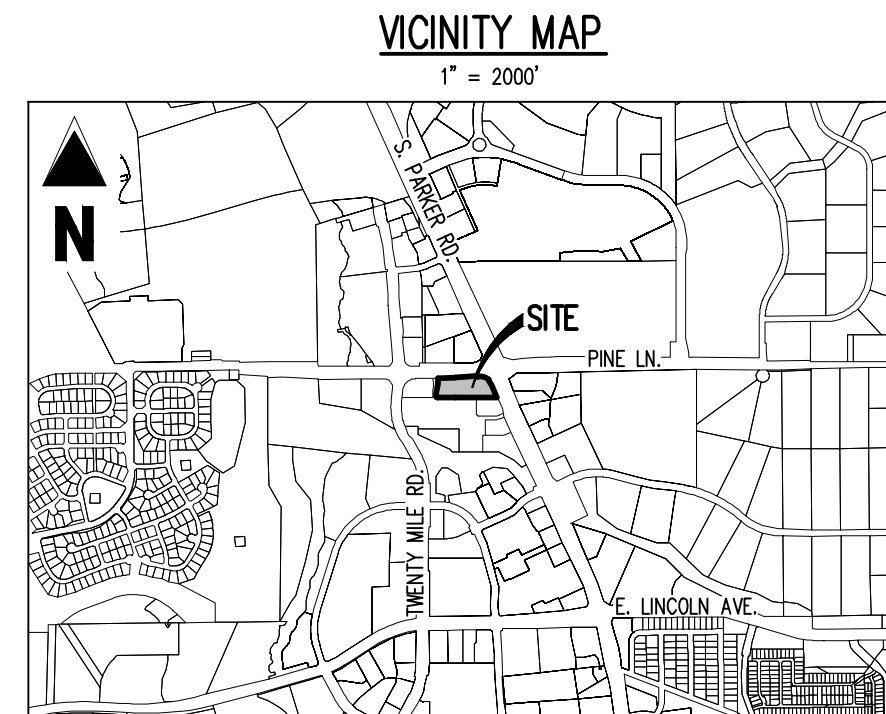 VICINITY MAP
1" = 2000'
N
S. PARKER RD.
SITE
PINE LN.
TWENTY MILE RD.
E. LINCOLN AVE.